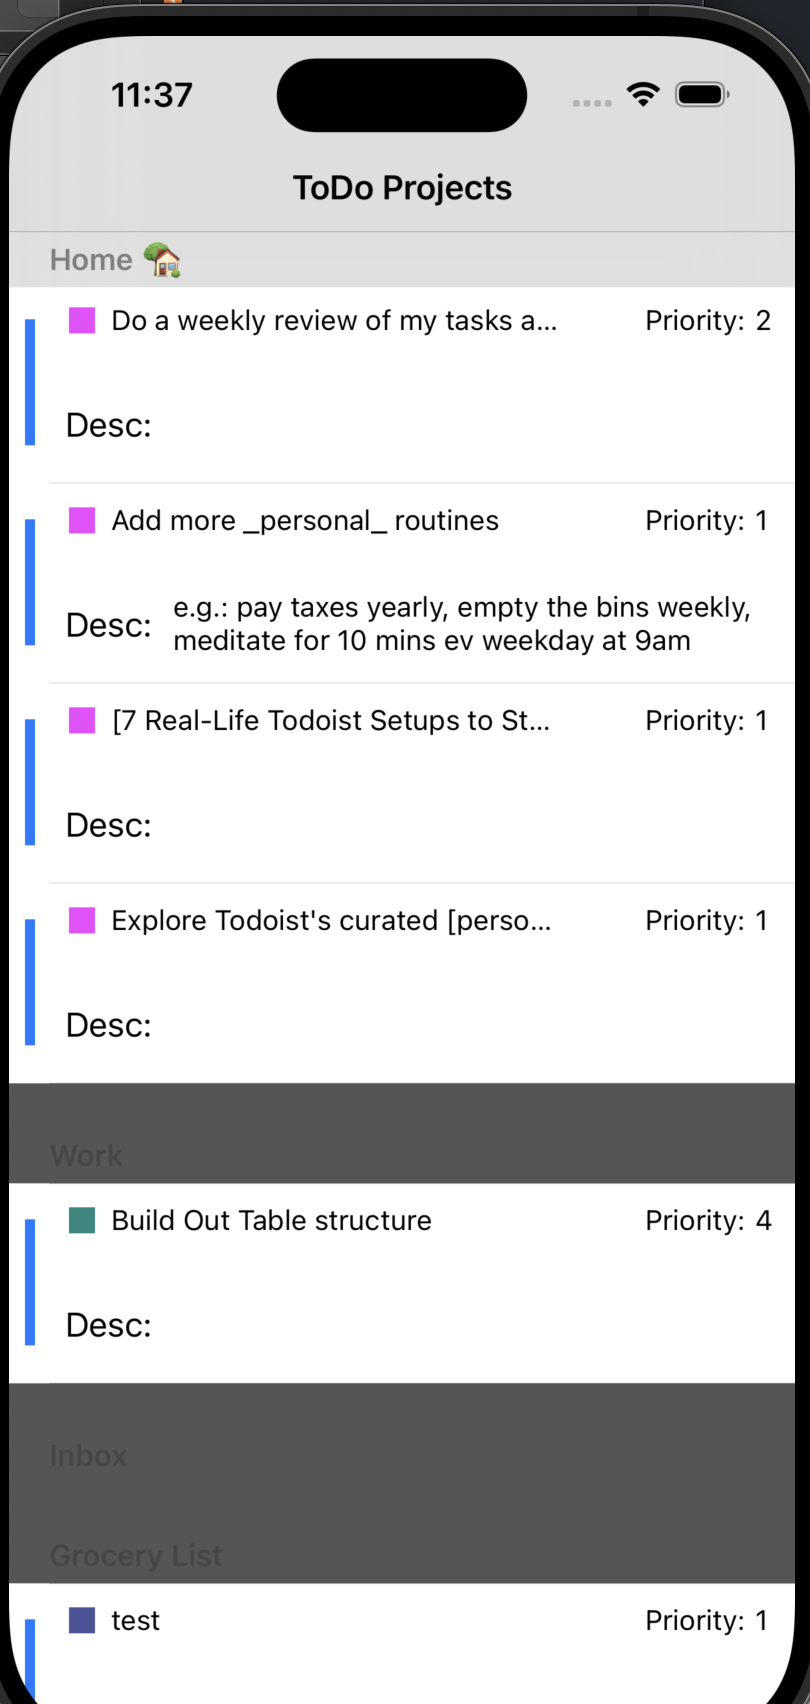 11:37
ToDo Projects
Home
Do a weekly review of my tasks a... Priority: 2
Desc:
Add more _personal_ routines Priority: 1
Desc: e.g.: pay taxes yearly, empty the bins weekly,
meditate for 10 mins ev weekday at 9am
[7 Real-Life Todoist Setups to St... Priority: 1
Desc:
Explore Todoist's curated [perso... Priority: 1
Desc:
Work
Build Out Table structure Priority: 4
Desc:
Inbox
Grocery List
test Priority: 1